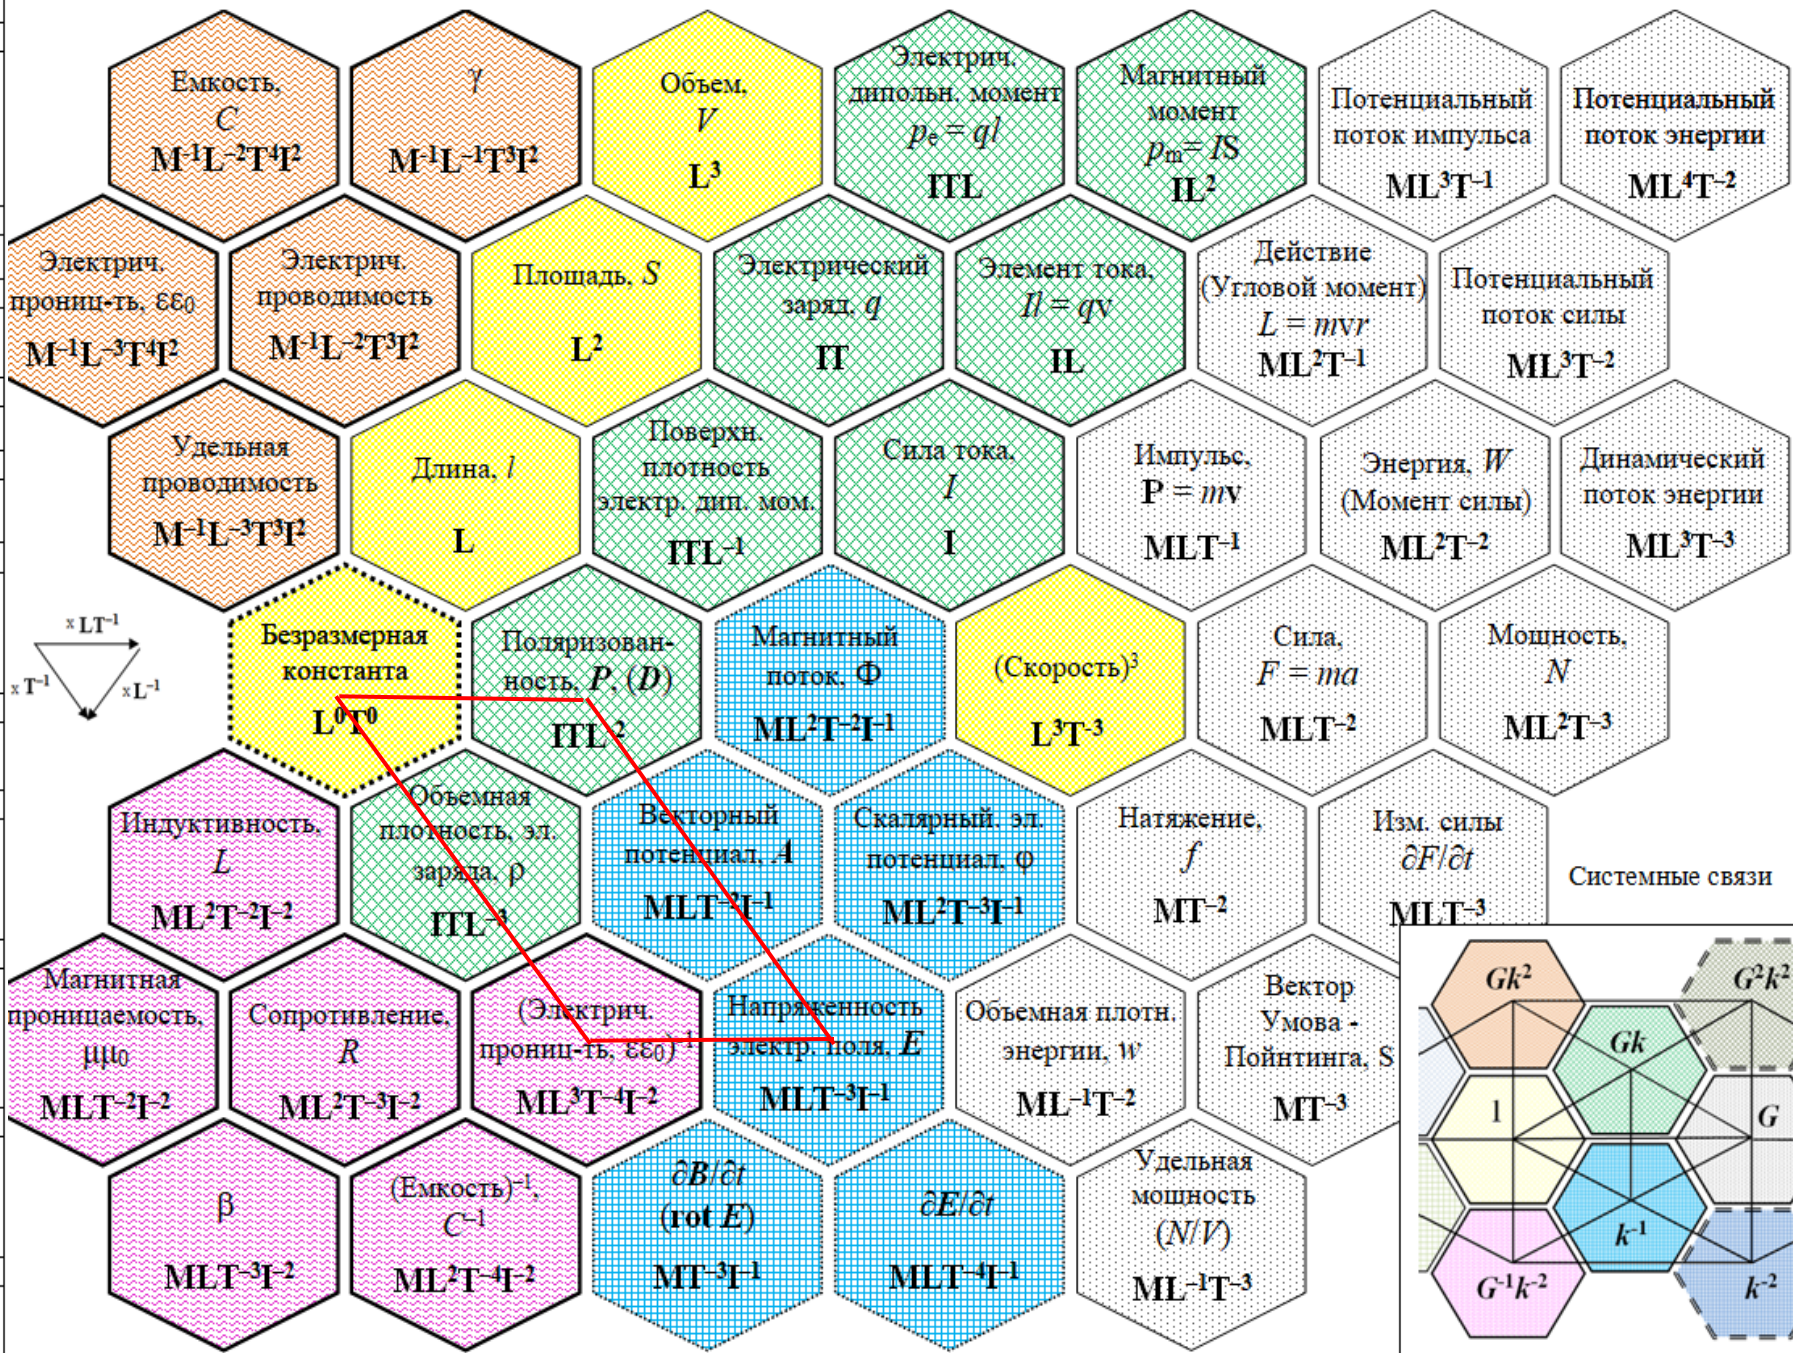 Емкость,
C
M⁻¹L⁻²T⁴I²
γ
M⁻¹L⁻¹T³I²
Объем,
V
L³
Электрич.
дипольн. момент
pₑ = ql
ITL
Магнитный
момент
pₘ= IS
IL²
Потенциальный
поток импульса
ML³T⁻¹
Потенциальный
поток энергии
ML⁴T⁻²
Электрич.
прониц-ть, εε₀
M⁻¹L⁻³T⁴I²
Электрич.
проводимость
M⁻¹L⁻²T³I²
Площадь, S
L²
Электрический
заряд, q
IT
Элемент тока,
Il = qv
IL
Действие
(Угловой момент)
L = mvr
ML²T⁻¹
Потенциальный
поток силы
ML³T⁻²
Удельная
проводимость
M⁻¹L⁻³T³I²
Длина, l
L
Поверхн.
плотность
электр. дип. мом.
ITL⁻¹
Сила тока,
I
I
Импульс,
P = mv
MLT⁻¹
Энергия, W
(Момент силы)
ML²T⁻²
Динамический
поток энергии
ML³T⁻³
x LT⁻¹
x T⁻¹
x L⁻¹
Безразмерная
константа
L⁰T⁰
Поляризован-
ность, P, (D)
ITL⁻²
Магнитный
поток, Φ
ML²T⁻²I⁻¹
(Скорость)³
L³T⁻³
Сила,
F = ma
MLT⁻²
Мощность,
N
ML²T⁻³
Индуктивность,
L
ML²T⁻²I⁻²
Объемная
плотность, эл.
заряда, ρ
ITL⁻³
Векторный
потенциал, A
MLT⁻²I⁻¹
Скалярный. эл.
потенциал, φ
ML²T⁻³I⁻¹
Натяжение,
f
MT⁻²
Изм. силы
∂F/∂t
MLT⁻³
Системные связи
Магнитная
проницаемость,
μμ₀
MLT⁻²I⁻²
Сопротивление,
R
ML²T⁻³I⁻²
(Электрич.
прониц-ть, εε₀)⁻¹
ML³T⁻⁴I⁻²
Напряженность
электр. поля, E
MLT⁻³I⁻¹
Объемная плотн.
энергии, w
ML⁻¹T⁻²
Вектор
Умова -
Пойнтинга, S
MT⁻³
β
MLT⁻³I⁻²
(Емкость)⁻¹,
C⁻¹
ML²T⁻⁴I⁻²
∂B/∂t
(rot E)
MT⁻³I⁻¹
∂E/∂t
MLT⁻⁴I⁻¹
Удельная
мощность
(N/V)
ML⁻¹T⁻³
Gk²
G²k²
Gk
1
G
k⁻¹
G⁻¹k⁻²
k⁻²